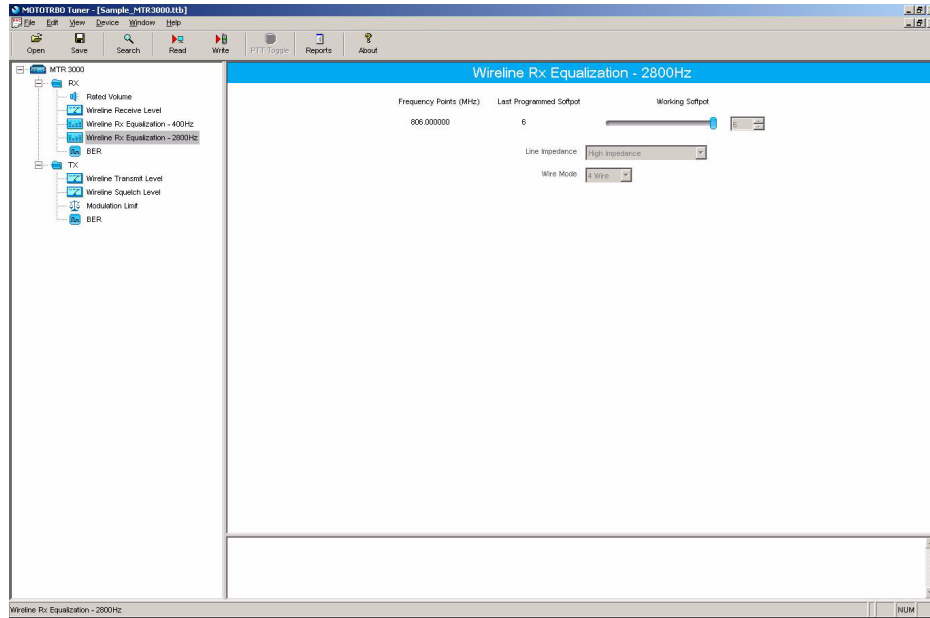 MOTOTRBO Tuner - [Sample_MTR3000.ttb]
File Edit View Device Window Help
Open Save Search Read Write PTT Toggle Reports About
MTR 3000
RX
Rated Volume
Wireline Receive Level
Wireline Rx Equalization - 400Hz
Wireline Rx Equalization - 2800Hz
BER
TX
Wireline Transmit Level
Wireline Squelch Level
Modulation Limit
BER
Wireline Rx Equalization - 2800Hz
Frequency Points (MHz) Last Programmed Softpot Working Softpot
806.000000 6 6
Line Impedance High Impedance
Wire Mode 4 Wire
Wireline Rx Equalization - 2800Hz NUM